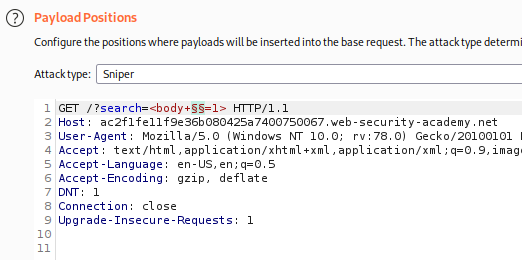 ? Payload Positions
Configure the positions where payloads will be inserted into the base request. The attack type
Attack type: Sniper
1 GET /?search=<body+§§=1> HTTP/1.1
2 Host: ac2f1fe11f9e36b080425a7400750067.web-security-academy.net
3 User-Agent: Mozilla/5.0 (Windows NT 10.0; rv:78.0) Gecko/20100101
4 Accept: text/html,application/xhtml+xml,application/xml;q=0.9,imag
5 Accept-Language: en-US,en;q=0.5
6 Accept-Encoding: gzip, deflate
7 DNT: 1
8 Connection: close
9 Upgrade-Insecure-Requests: 1
10
11